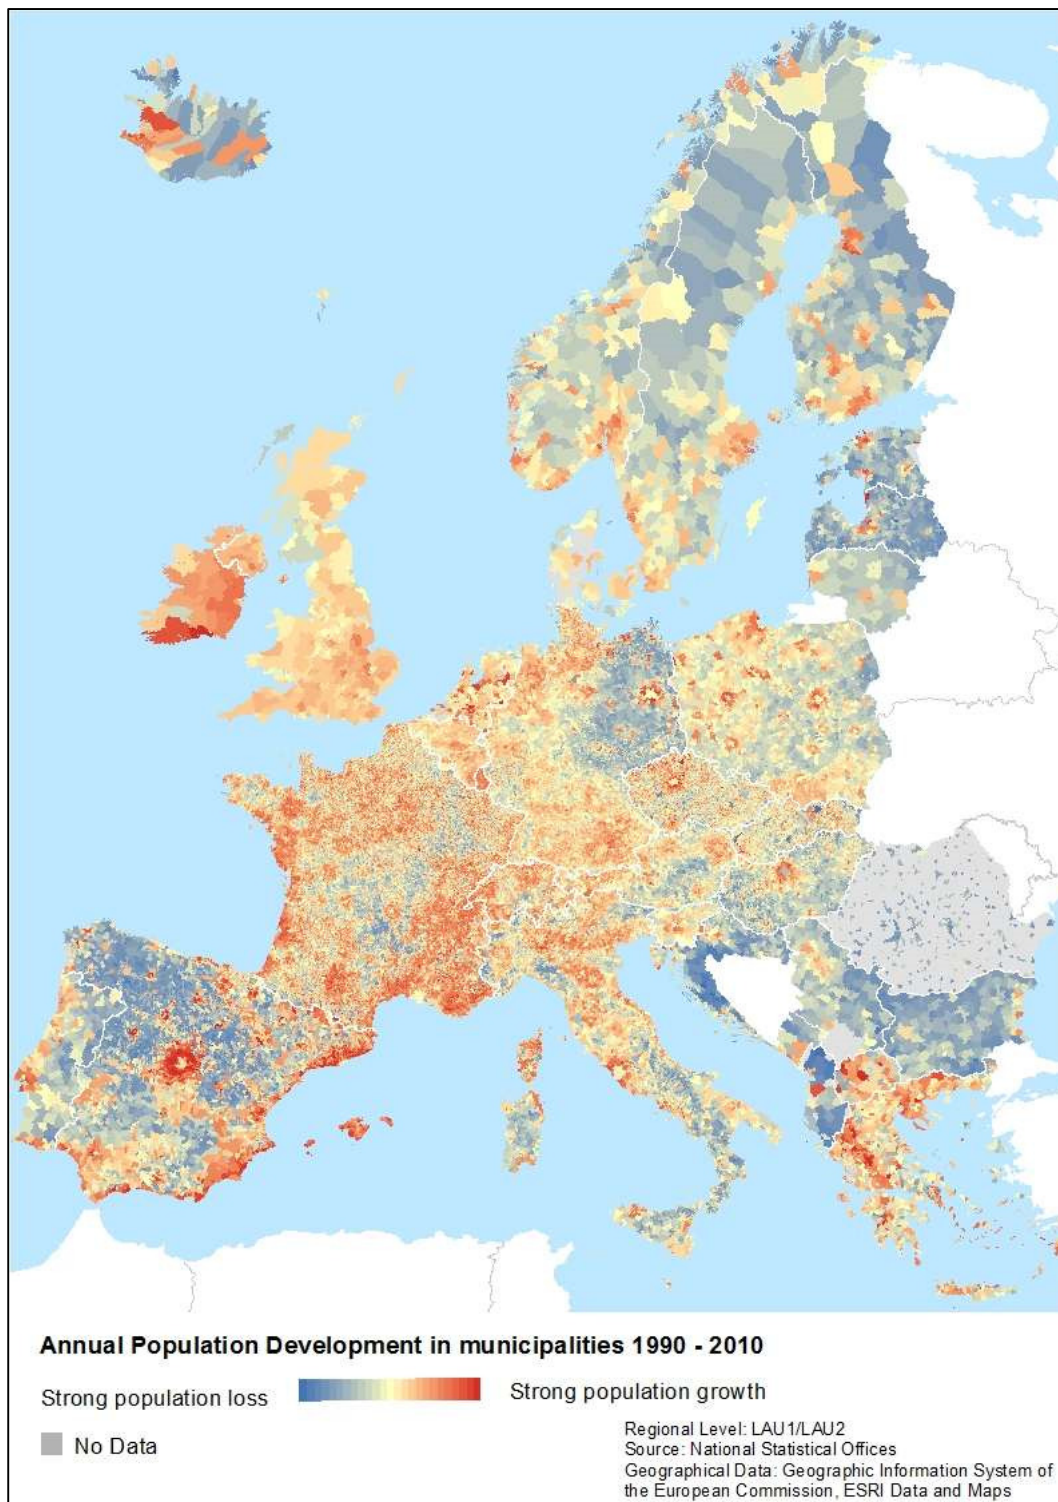 Annual Population Development in municipalities 1990 - 2010
Strong population loss
Strong population growth
No Data
Regional Level: LAU1/LAU2
Source: National Statistical Offices
Geographical Data: Geographic Information System of
the European Commission, ESRI Data and Maps